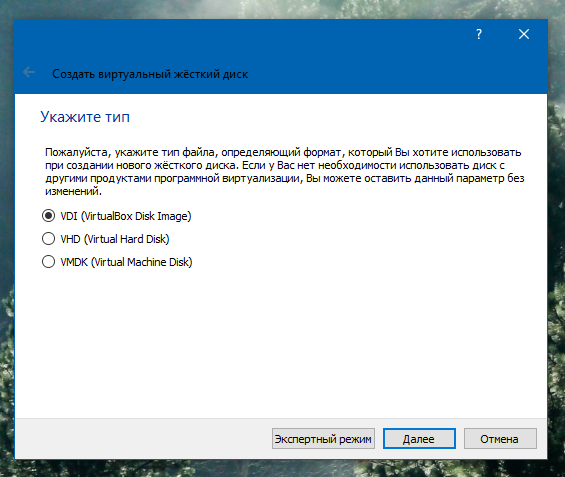 ?
Создать виртуальный жёсткий диск
Укажите тип
Пожалуйста, укажите тип файла, определяющий формат, который Вы хотите использовать
при создании нового жёсткого диска. Если у Вас нет необходимости использовать диск с
другими продуктами программной виртуализации, Вы можете оставить данный параметр без
изменений.
VDI (VirtualBox Disk Image)
VHD (Virtual Hard Disk)
VMDK (Virtual Machine Disk)
Экспертный режим Далее Отмена